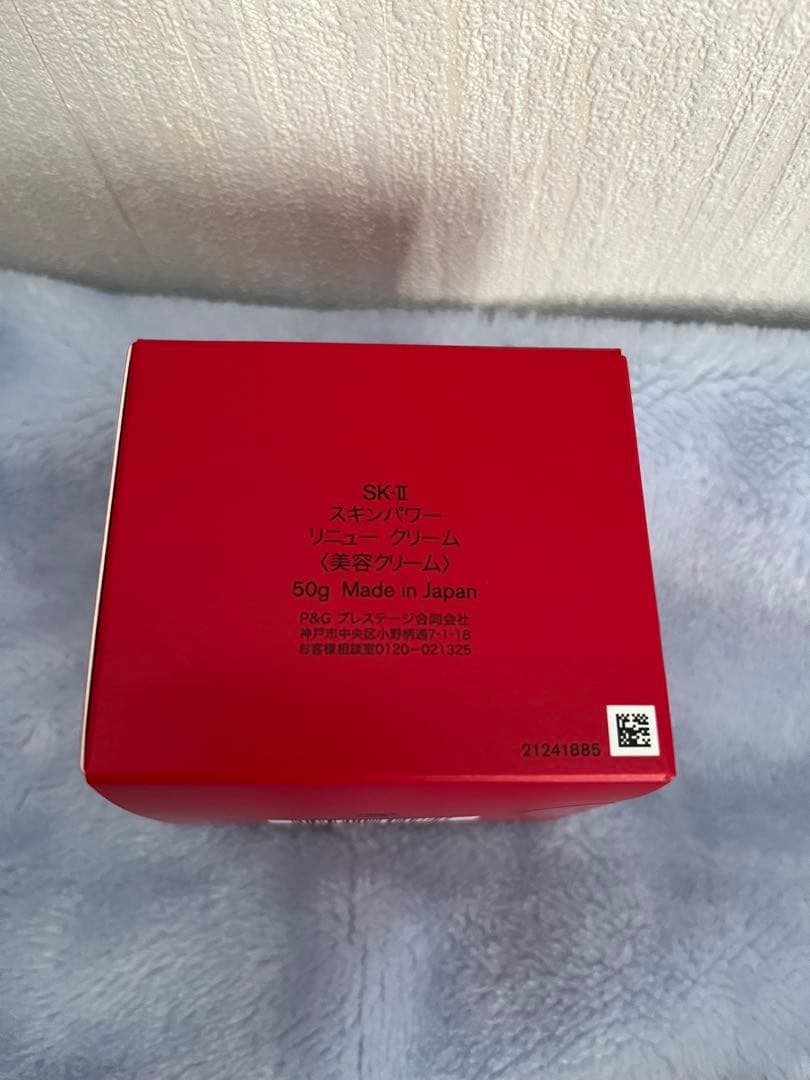 SK-Ⅱ
スキンパワー
リニュー クリーム
〈美容クリーム〉
50g Made in Japan
P&G プレステージ合同会社
神戸市中央区小野柄通7-1-18
お客様相談室0120-021325
21241885